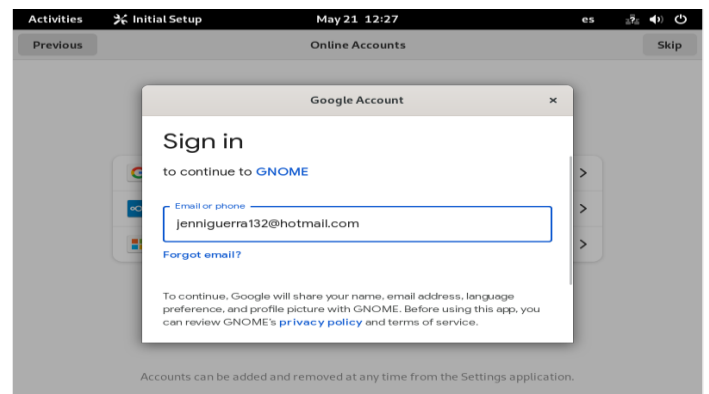 Activities Initial Setup May 21 12:27 es
Previous Online Accounts Skip
Google Account
Sign in
to continue to GNOME
Email or phone
jenniguerra132@hotmail.com
Forgot email?
To continue, Google will share your name, email address, language
preference, and profile picture with GNOME. Before using this app, you
can review GNOME's privacy policy and terms of service.
Accounts can be added and removed at any time from the Settings application.